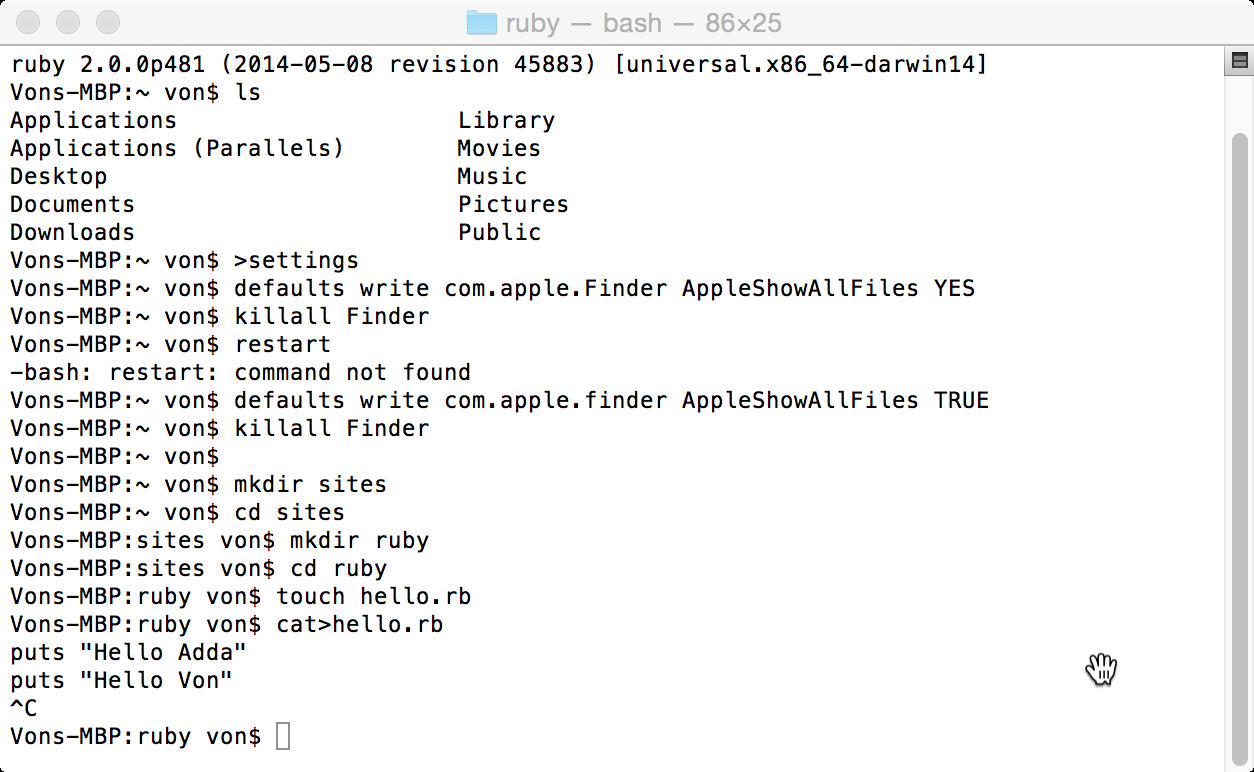 ruby — bash — 86×25
ruby 2.0.0p481 (2014-05-08 revision 45883) [universal.x86_64-darwin14]
Vons-MBP:~ von$ ls
Applications                    Library
Applications (Parallels)        Movies
Desktop                         Music
Documents                       Pictures
Downloads                       Public
Vons-MBP:~ von$ >settings
Vons-MBP:~ von$ defaults write com.apple.Finder AppleShowAllFiles YES
Vons-MBP:~ von$ killall Finder
Vons-MBP:~ von$ restart
-bash: restart: command not found
Vons-MBP:~ von$ defaults write com.apple.finder AppleShowAllFiles TRUE
Vons-MBP:~ von$ killall Finder
Vons-MBP:~ von$
Vons-MBP:~ von$ mkdir sites
Vons-MBP:~ von$ cd sites
Vons-MBP:sites von$ mkdir ruby
Vons-MBP:sites von$ cd ruby
Vons-MBP:ruby von$ touch hello.rb
Vons-MBP:ruby von$ cat>hello.rb
puts "Hello Adda"
puts "Hello Von"
^C
Vons-MBP:ruby von$